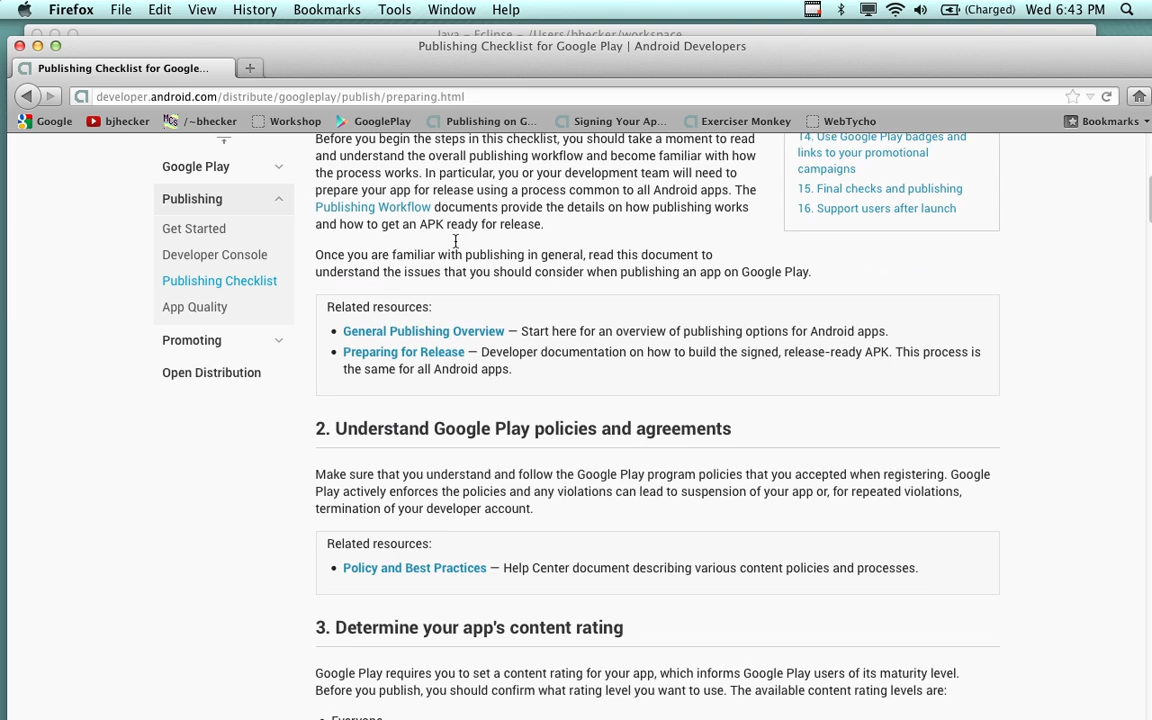 Firefox File Edit View History Bookmarks Tools Window Help (Charged) Wed 6:43 PM
Java – Eclipse – /Users/bhecker/workspace
Publishing Checklist for Google Play | Android Developers
Publishing Checklist for Google...
developer.android.com/distribute/googleplay/publish/preparing.html
Google bjhecker /~bhecker Workshop GooglePlay Publishing on G... Signing Your Ap... Exerciser Monkey WebTycho Bookmarks
Google Play
Publishing
Get Started
Developer Console
Publishing Checklist
App Quality
Promoting
Open Distribution
Before you begin the steps in this checklist, you should take a moment to read
and understand the overall publishing workflow and become familiar with how
the process works. In particular, you or your development team will need to
prepare your app for release using a process common to all Android apps. The
Publishing Workflow documents provide the details on how publishing works
and how to get an APK ready for release.
14. Use Google Play badges and
links to your promotional
campaigns
15. Final checks and publishing
16. Support users after launch
Once you are familiar with publishing in general, read this document to
understand the issues that you should consider when publishing an app on Google Play.
Related resources:
• General Publishing Overview — Start here for an overview of publishing options for Android apps.
• Preparing for Release — Developer documentation on how to build the signed, release-ready APK. This process is
the same for all Android apps.
2. Understand Google Play policies and agreements
Make sure that you understand and follow the Google Play program policies that you accepted when registering. Google
Play actively enforces the policies and any violations can lead to suspension of your app or, for repeated violations,
termination of your developer account.
Related resources:
• Policy and Best Practices — Help Center document describing various content policies and processes.
3. Determine your app's content rating
Google Play requires you to set a content rating for your app, which informs Google Play users of its maturity level.
Before you publish, you should confirm what rating level you want to use. The available content rating levels are:
• Everyone